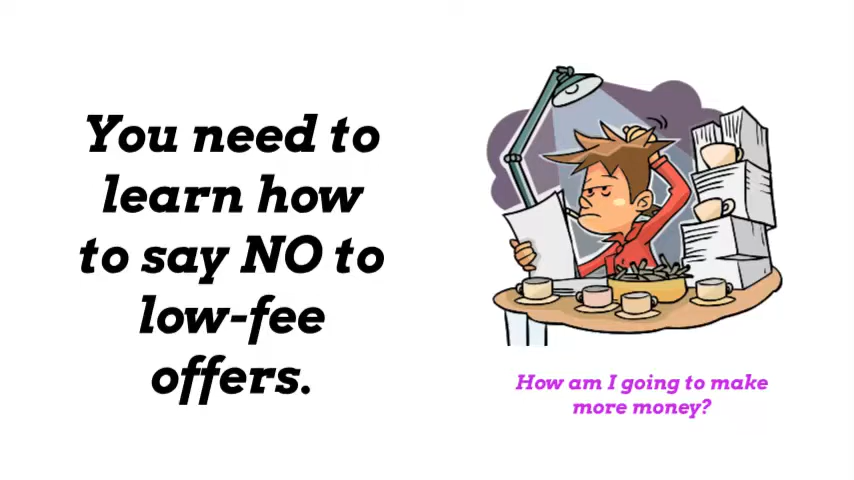 You need to
learn how
to say NO to
low-fee
offers.
How am I going to make
more money?